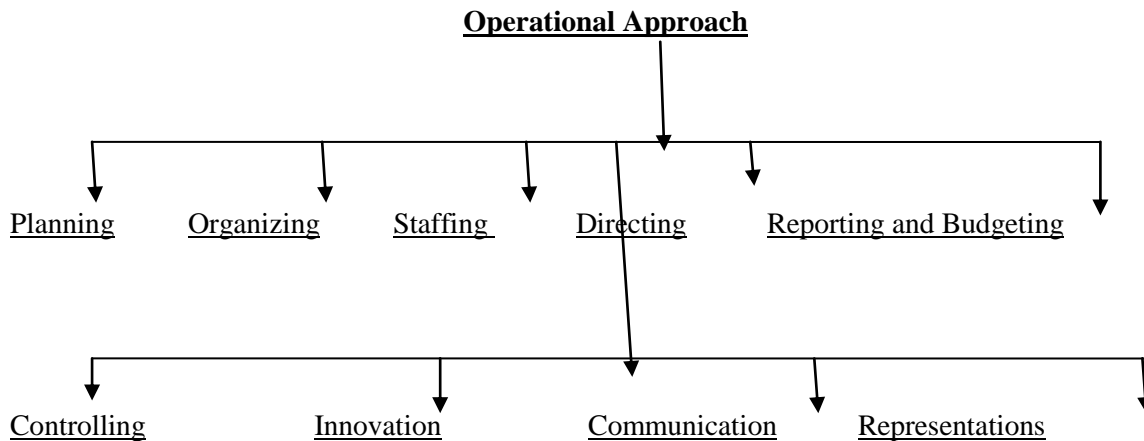 Operational Approach
Planning Organizing Staffing Directing Reporting and Budgeting
Controlling Innovation Communication Representations